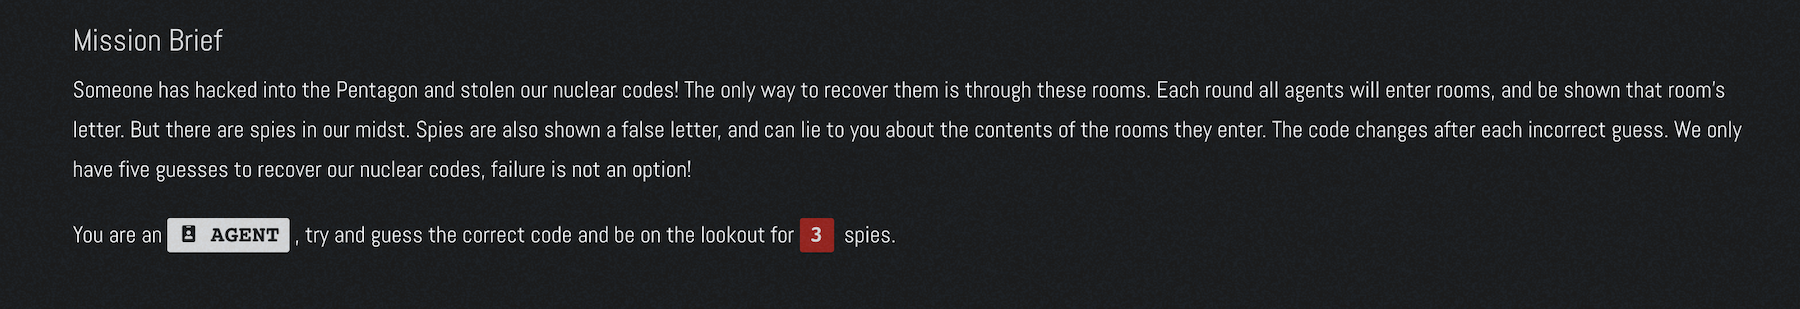 Mission Brief
Someone has hacked into the Pentagon and stolen our nuclear codes! The only way to recover them is through these rooms. Each round all agents will enter rooms, and be shown that room's
letter. But there are spies in our midst. Spies are also shown a false letter, and can lie to you about the contents of the rooms they enter. The code changes after each incorrect guess. We only
have five guesses to recover our nuclear codes, failure is not an option!
You are an AGENT , try and guess the correct code and be on the lookout for 3 spies.